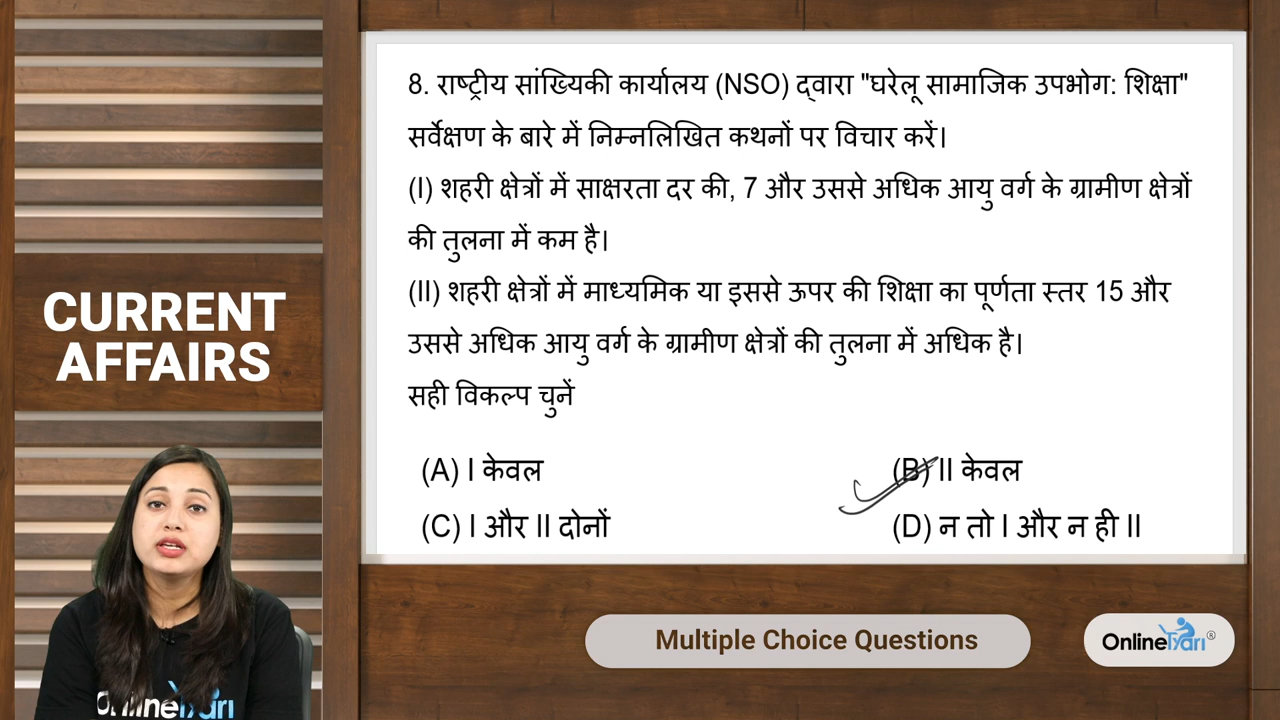 8. राष्ट्रीय सांख्यिकी कार्यालय (NSO) द्वारा "घरेलू सामाजिक उपभोग: शिक्षा"
सर्वेक्षण के बारे में निम्नलिखित कथनों पर विचार करें।
(I) शहरी क्षेत्रों में साक्षरता दर की, 7 और उससे अधिक आयु वर्ग के ग्रामीण क्षेत्रों
की तुलना में कम है।
(II) शहरी क्षेत्रों में माध्यमिक या इससे ऊपर की शिक्षा का पूर्णता स्तर 15 और
उससे अधिक आयु वर्ग के ग्रामीण क्षेत्रों की तुलना में अधिक है।
सही विकल्प चुनें
(A) I केवल
(B) II केवल
(C) I और II दोनों
(D) न तो I और न ही II
CURRENT
AFFAIRS
OnlineTyari
Multiple Choice Questions
OnlineTyari®